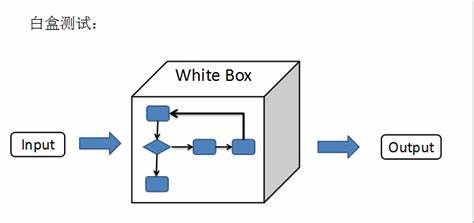 白盒测试：
White Box
Input
Output